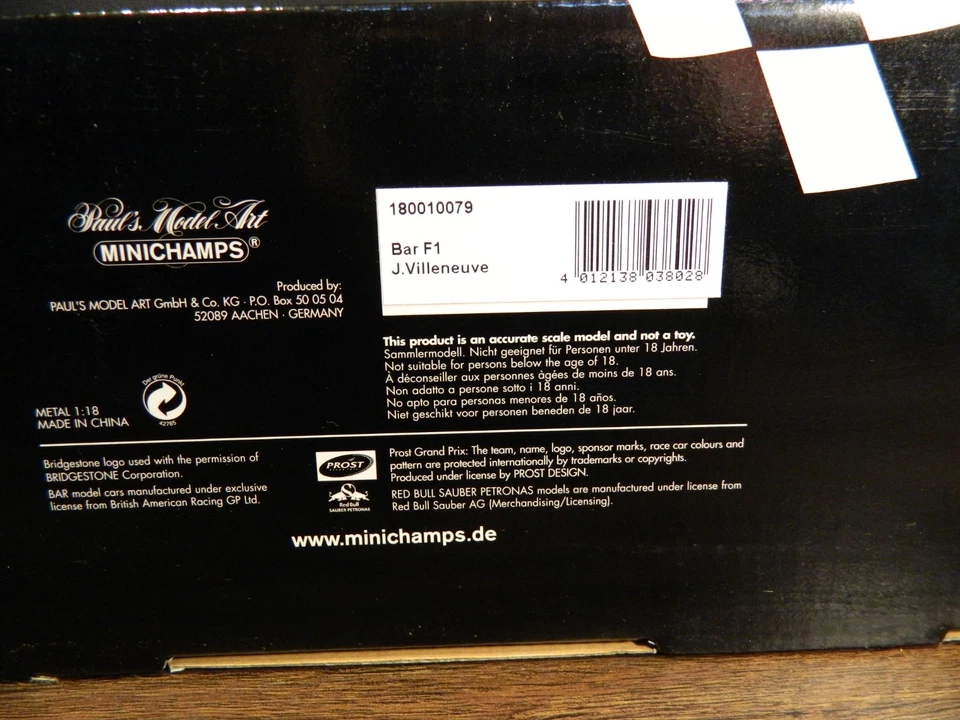 Paul's Model Art
MINICHAMPS®
Produced by:
PAUL'S MODEL ART GmbH & Co. KG · P.O. Box 50 05 04
52089 AACHEN · GERMANY
180010079
Bar F1
J.Villeneuve
4 012138 038028
This product is an accurate scale model and not a toy.
Sammlermodell. Nicht geeignet für Personen unter 18 Jahren.
Not suitable for persons below the age of 18.
À déconseiller aux personnes âgées de moins de 18 ans.
Non adatto a persone sotto i 18 anni.
No apto para personas menores de 18 años.
Niet geschikt voor personen beneden de 18 jaar.
Der grüne Punkt
42785
METAL 1:18
MADE IN CHINA
Bridgestone logo used with the permission of
BRIDGESTONE Corporation.
BAR model cars manufactured under exclusive
license from British American Racing GP Ltd.
PROST
Red Bull
SAUBER PETRONAS
Prost Grand Prix: The team, name, logo, sponsor marks, race car colours and
pattern are protected internationally by trademarks or copyrights.
Produced under license by PROST DESIGN.
RED BULL SAUBER PETRONAS models are manufactured under license from
Red Bull Sauber AG (Merchandising/Licensing).
www.minichamps.de